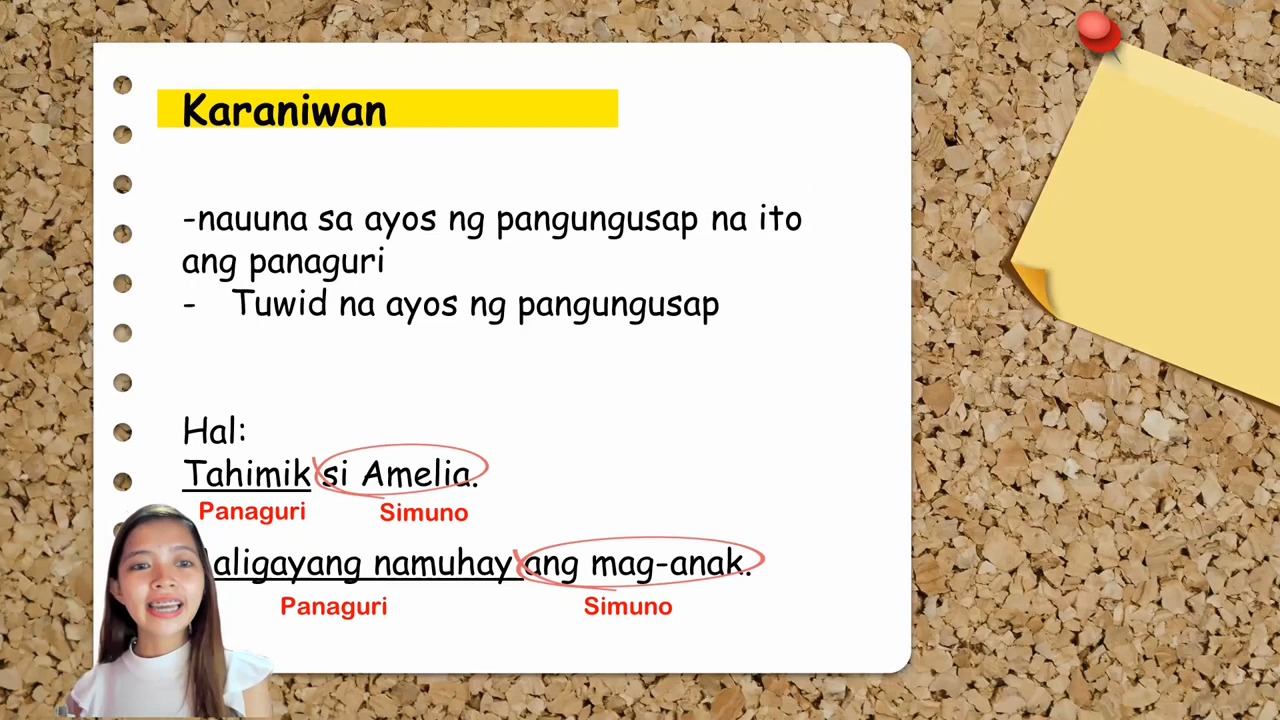 Karaniwan
-nauuna sa ayos ng pangungusap na ito
ang panaguri
- Tuwid na ayos ng pangungusap
Hal:
Tahimik si Amelia.
Panaguri Simuno
namuhay ang mag-anak.
Panaguri Simuno